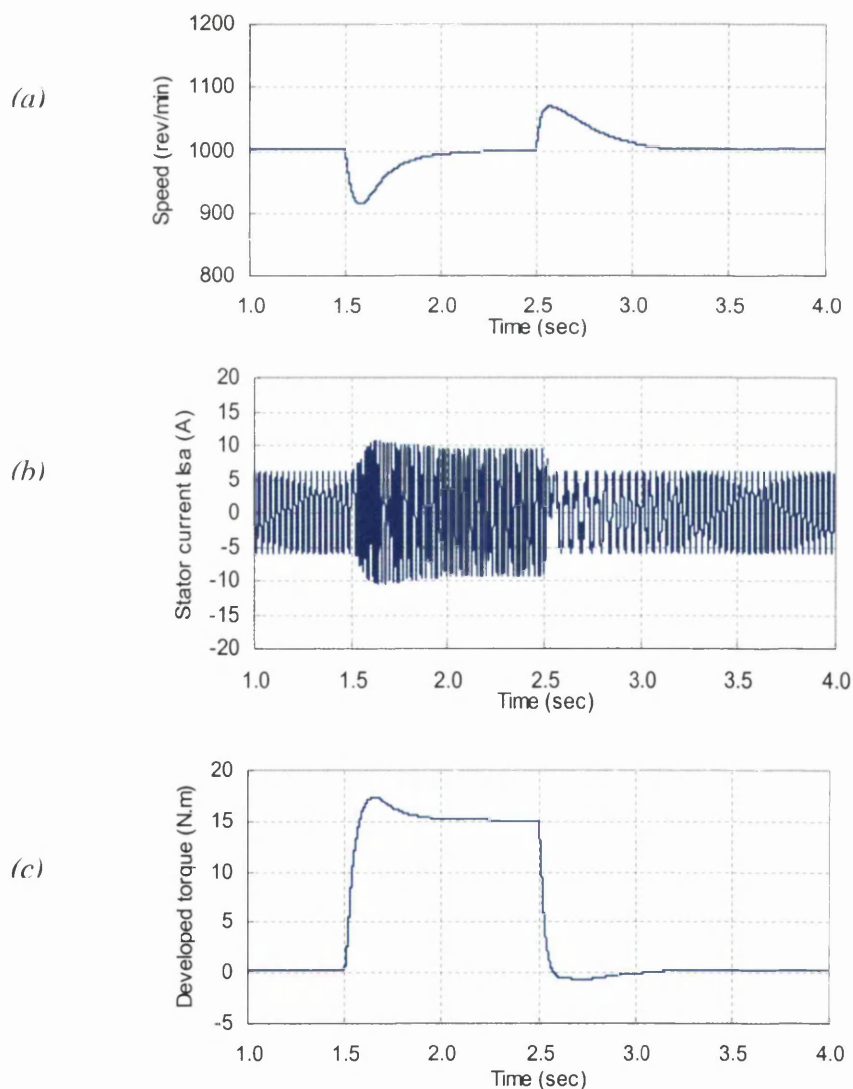 (a)
Speed (rev/min)
1200
1100
1000
900
800
1.0 1.5 2.0 2.5 3.0 3.5 4.0
Time (sec)
(b)
Stator current Isa (A)
20
15
10
5
0
-5
-10
-15
-20
1.0 1.5 2.0 2.5 3.0 3.5 4.0
Time (sec)
(c)
Developed torque (N.m)
20
15
10
5
0
-5
1.0 1.5 2.0 2.5 3.0 3.5 4.0
Time (sec)